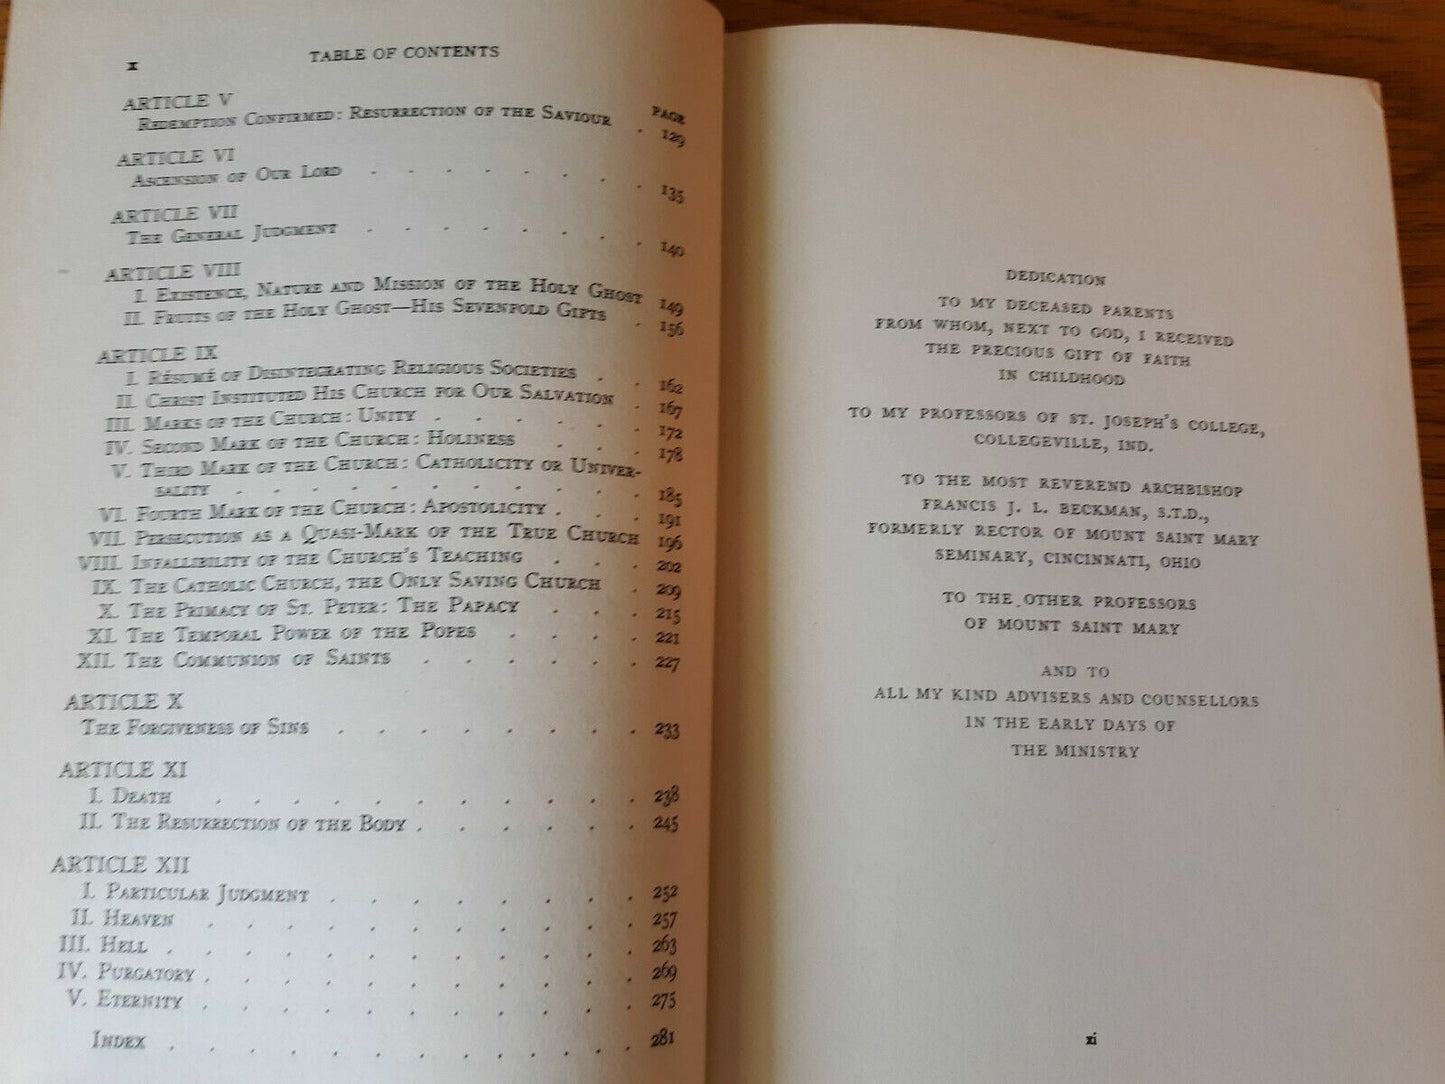 x TABLE OF CONTENTS
PAGE
ARTICLE V
REDEMPTION CONFIRMED: RESURRECTION OF THE SAVIOUR . 129
ARTICLE VI
ASCENSION OF OUR LORD . . . . . . . . 135
ARTICLE VII
THE GENERAL JUDGMENT . . . . . . . . 140
ARTICLE VIII
I. EXISTENCE, NATURE AND MISSION OF THE HOLY GHOST 149
II. FRUITS OF THE HOLY GHOST—HIS SEVENFOLD GIFTS . 156
ARTICLE IX
I. RÉSUMÉ OF DISINTEGRATING RELIGIOUS SOCIETIES . . 162
II. CHRIST INSTITUTED HIS CHURCH FOR OUR SALVATION . 167
III. MARKS OF THE CHURCH: UNITY . . . . . . 172
IV. SECOND MARK OF THE CHURCH: HOLINESS . . . 178
V. THIRD MARK OF THE CHURCH: CATHOLICITY OR UNIVER-
SALITY . . . . . . . . . . . . 185
VI. FOURTH MARK OF THE CHURCH: APOSTOLICITY . . . 191
VII. PERSECUTION AS A QUASI-MARK OF THE TRUE CHURCH 196
VIII. INFALLIBILITY OF THE CHURCH'S TEACHING . . . 202
IX. THE CATHOLIC CHURCH, THE ONLY SAVING CHURCH . 209
X. THE PRIMACY OF ST. PETER: THE PAPACY . . . 215
XI. THE TEMPORAL POWER OF THE POPES . . . . 221
XII. THE COMMUNION OF SAINTS . . . . . . 227
ARTICLE X
THE FORGIVENESS OF SINS . . . . . . . . 233
ARTICLE XI
I. DEATH . . . . . . . . . . . . 238
II. THE RESURRECTION OF THE BODY . . . . . . 245
ARTICLE XII
I. PARTICULAR JUDGMENT . . . . . . . . 252
II. HEAVEN . . . . . . . . . . . . 257
III. HELL . . . . . . . . . . . . . 263
IV. PURGATORY . . . . . . . . . . . 269
V. ETERNITY . . . . . . . . . . . 275
INDEX . . . . . . . . . . . . . 281
DEDICATION
TO MY DECEASED PARENTS
FROM WHOM, NEXT TO GOD, I RECEIVED
THE PRECIOUS GIFT OF FAITH
IN CHILDHOOD
TO MY PROFESSORS OF ST. JOSEPH'S COLLEGE,
COLLEGEVILLE, IND.
TO THE MOST REVEREND ARCHBISHOP
FRANCIS J. L. BECKMAN, S.T.D.,
FORMERLY RECTOR OF MOUNT SAINT MARY
SEMINARY, CINCINNATI, OHIO
TO THE OTHER PROFESSORS
OF MOUNT SAINT MARY
AND TO
ALL MY KIND ADVISERS AND COUNSELLORS
IN THE EARLY DAYS OF
THE MINISTRY
xi